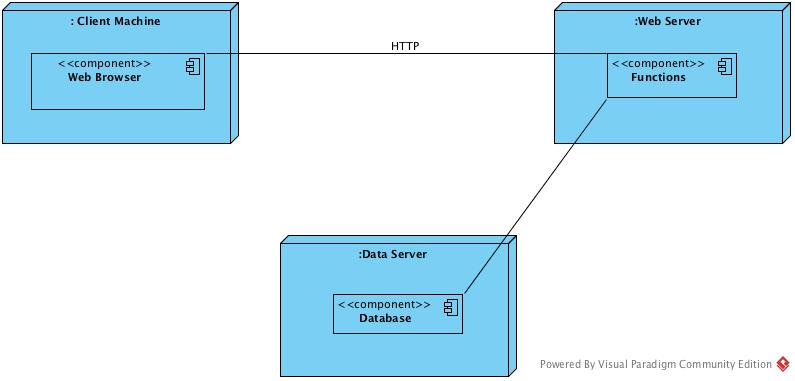 : Client Machine
<<component>>
Web Browser
HTTP
:Web Server
<<component>>
Functions
:Data Server
<<component>>
Database
Powered By Visual Paradigm Community Edition